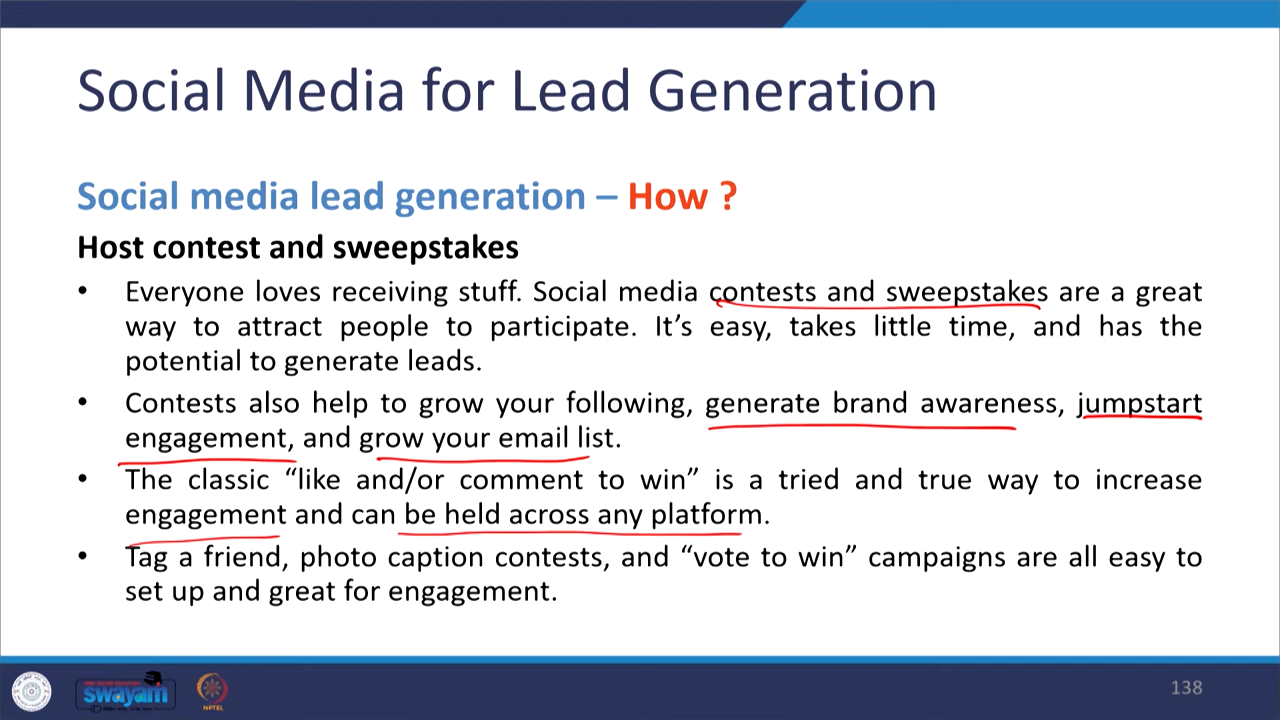 Social Media for Lead Generation
Social media lead generation – How ?
Host contest and sweepstakes
• Everyone loves receiving stuff. Social media contests and sweepstakes are a great
way to attract people to participate. It’s easy, takes little time, and has the
potential to generate leads.
• Contests also help to grow your following, generate brand awareness, jumpstart
engagement, and grow your email list.
• The classic “like and/or comment to win” is a tried and true way to increase
engagement and can be held across any platform.
• Tag a friend, photo caption contests, and “vote to win” campaigns are all easy to
set up and great for engagement.
swayam
NPTEL
138